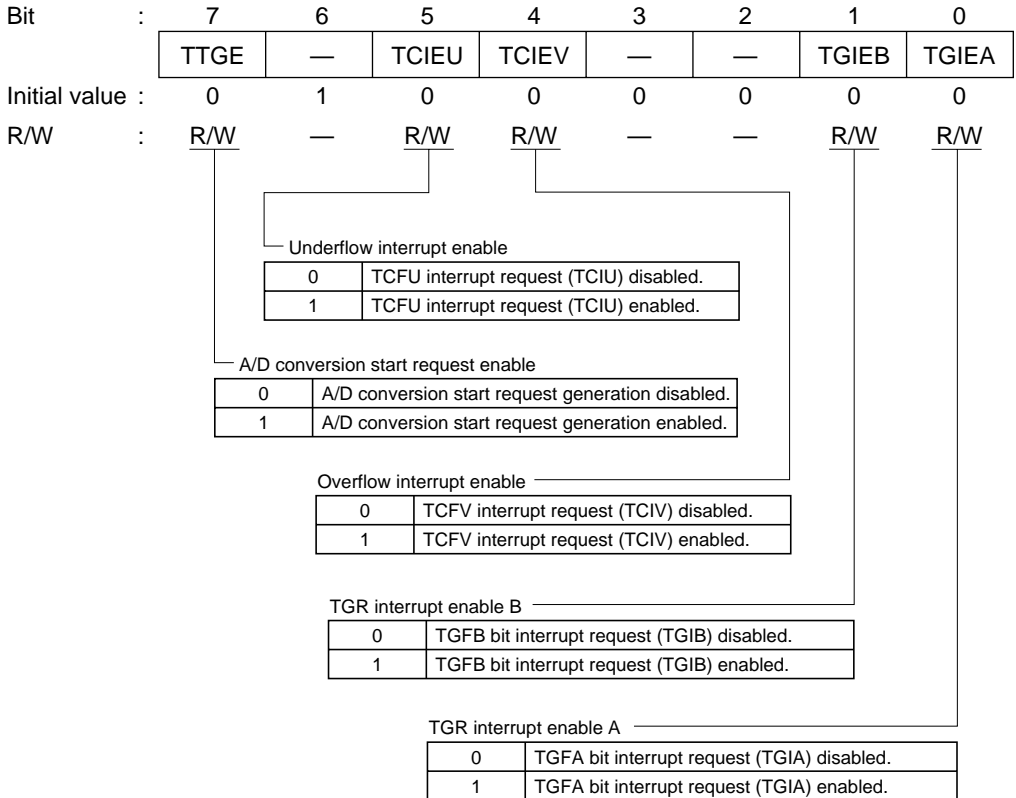 Bit : 7 6 5 4 3 2 1 0
TTGE — TCIEU TCIEV — — TGIEB TGIEA
Initial value : 0 1 0 0 0 0 0 0
R/W : R/W — R/W R/W — — R/W R/W
Underflow interrupt enable
0 TCFU interrupt request (TCIU) disabled.
1 TCFU interrupt request (TCIU) enabled.
A/D conversion start request enable
0 A/D conversion start request generation disabled.
1 A/D conversion start request generation enabled.
Overflow interrupt enable
0 TCFV interrupt request (TCIV) disabled.
1 TCFV interrupt request (TCIV) enabled.
TGR interrupt enable B
0 TGFB bit interrupt request (TGIB) disabled.
1 TGFB bit interrupt request (TGIB) enabled.
TGR interrupt enable A
0 TGFA bit interrupt request (TGIA) disabled.
1 TGFA bit interrupt request (TGIA) enabled.